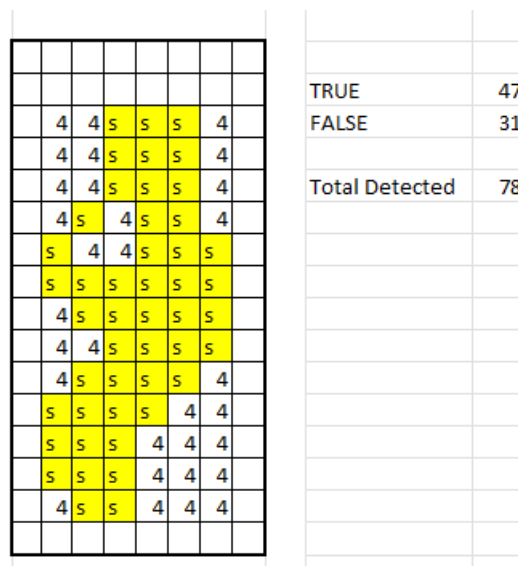 TRUE 47
4 4 s s s 4 FALSE 31
4 4 s s s 4
4 4 s s s 4 Total Detected 78
4 s 4 s s 4
s 4 4 s s s
s s s s s s
4 s s s s s
4 4 s s s s
4 s s s s 4
s s s s 4 4
s s s 4 4 4
s s s 4 4 4
4 s s 4 4 4